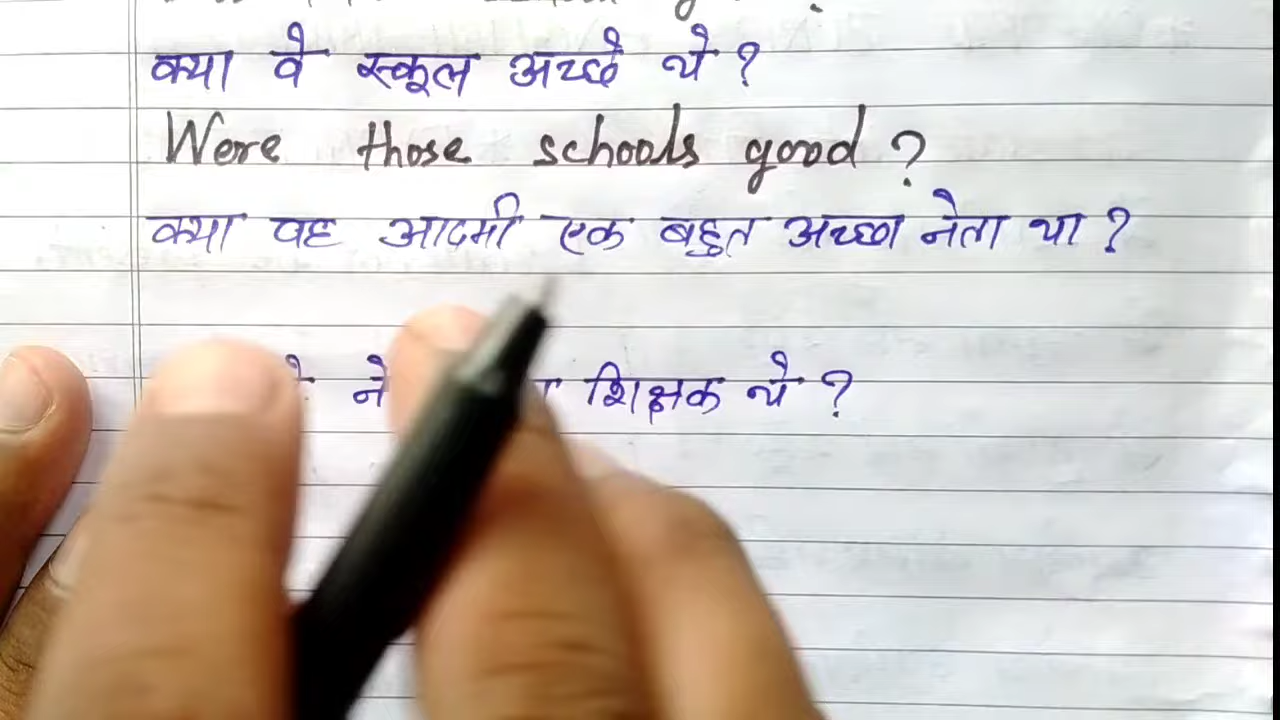 क्या वे स्कूल अच्छे थे ?
Were those schools good ?
क्या वह आदमी एक बहुत अच्छा नेता था ?
शिक्षक थे ?